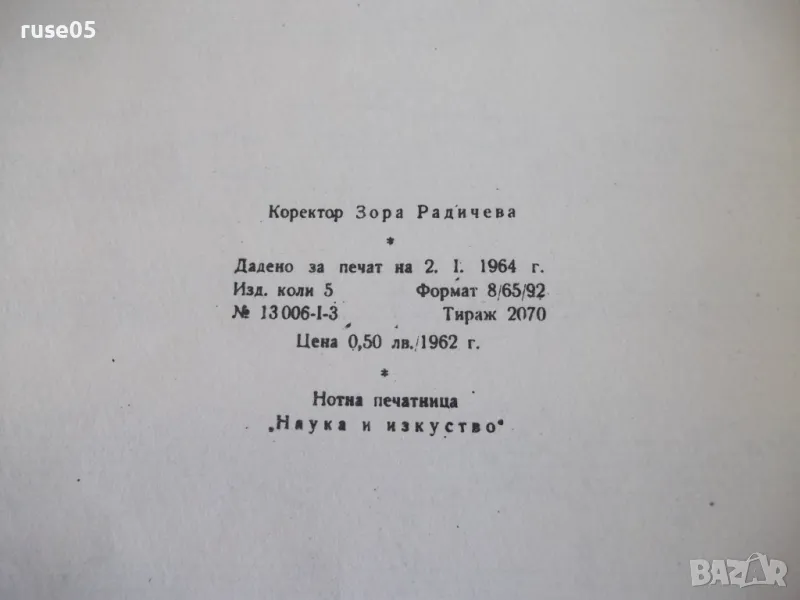 ruse05
Коректор Зора Радичева
*
Дадено за печат на 2. I. 1964 г.
Изд. коли 5 Формат 8/65/92
№ 13006-I-3 Тираж 2070
Цена 0,50 лв./1962 г.
*
Нотна печатница
„Наука и изкуство“
BAZAR